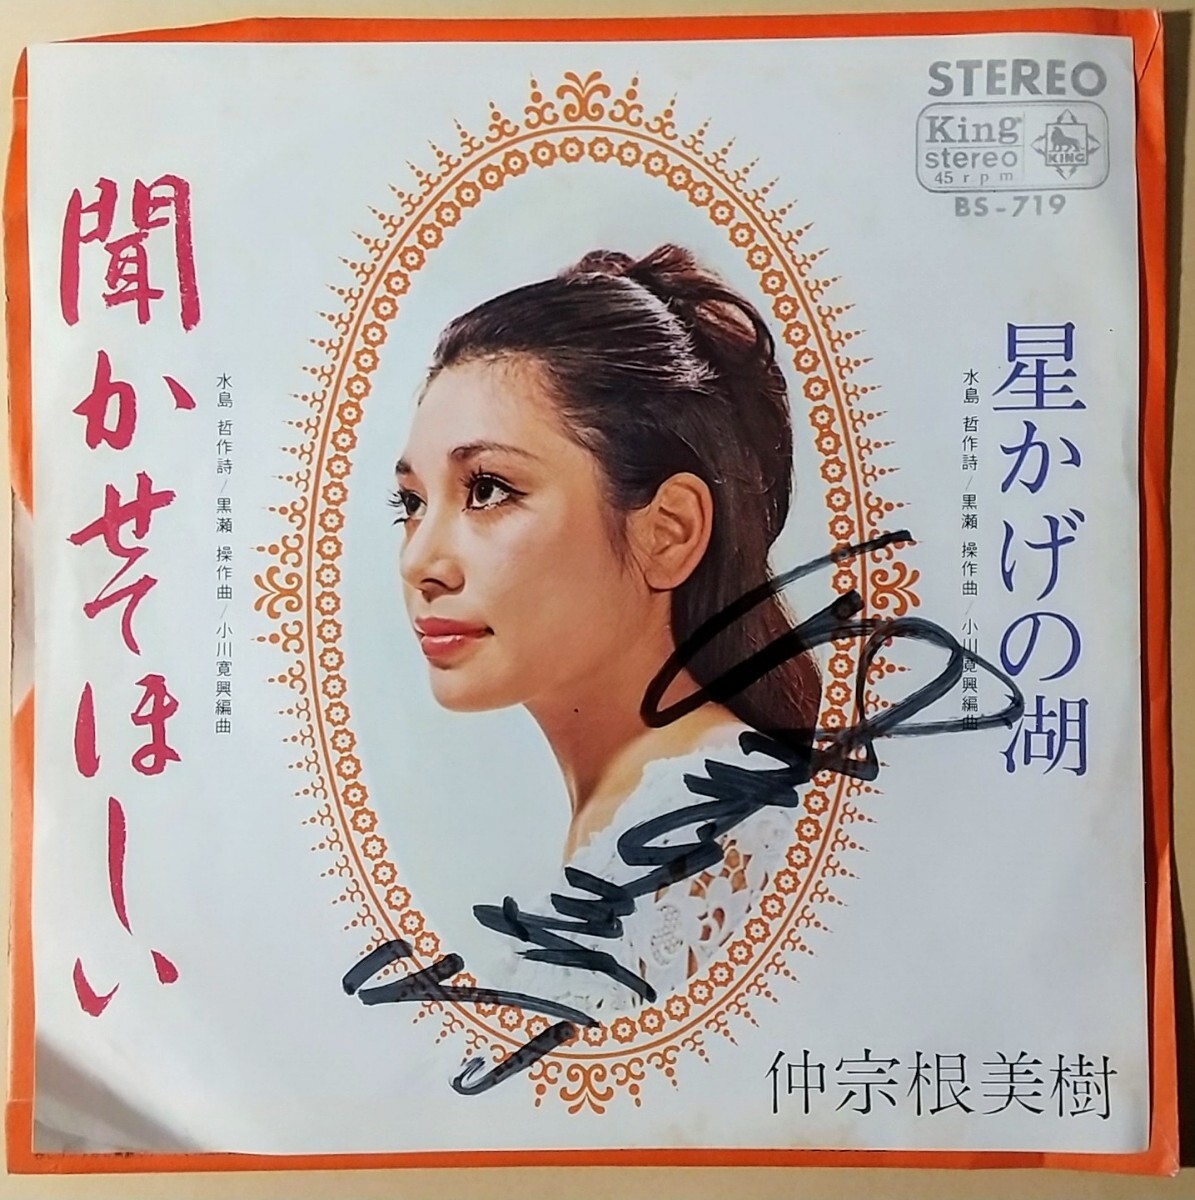 STEREO
King
stereo
45 r.p.m
KING
BS-719
星かげの湖
水島 哲作詩/黒瀬 操作曲/小川寛興編曲
聞かせてほしい
水島 哲作詩/黒瀬 操作曲/小川寛興編曲
仲宗根美樹